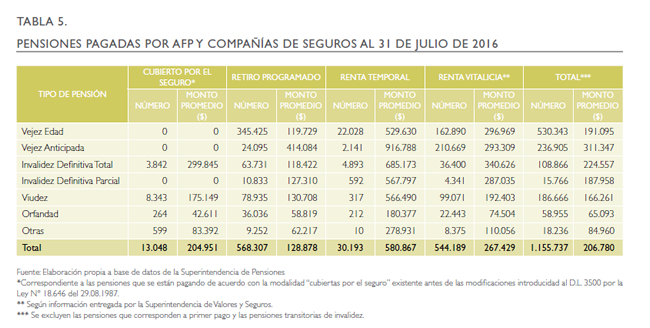 TABLA 5.
PENSIONES PAGADAS POR AFP Y COMPAÑÍAS DE SEGUROS AL 31 DE JULIO DE 2016
TIPO DE PENSIÓN CUBIERTO POR EL SEGURO* RETIRO PROGRAMADO RENTA TEMPORAL RENTA VITALICIA** TOTAL***
NÚMERO MONTO PROMEDIO ($) NÚMERO MONTO PROMEDIO ($) NÚMERO MONTO PROMEDIO ($) NÚMERO MONTO PROMEDIO ($) NÚMERO MONTO PROMEDIO ($)
Vejez Edad 0 0 345.425 119.729 22.028 529.630 162.890 296.969 530.343 191.095
Vejez Anticipada 0 0 24.095 414.084 2.141 916.788 210.669 293.309 236.905 311.347
Invalidez Definitiva Total 3.842 299.845 63.731 118.422 4.893 685.173 36.400 340.626 108.866 224.557
Invalidez Definitiva Parcial 0 0 10.833 127.310 592 567.797 4.341 287.035 15.766 187.958
Viudez 8.343 175.149 78.935 130.708 317 566.490 99.071 192.403 186.666 166.261
Orfandad 264 42.611 36.036 58.819 212 180.377 22.443 74.504 58.955 65.093
Otras 599 83.392 9.252 62.217 10 278.931 8.375 110.056 18.236 84.960
Total 13.048 204.951 568.307 128.878 30.193 580.867 544.189 267.429 1.155.737 206.780
Fuente: Elaboración propia a base de datos de la Superintendencia de Pensiones
*Correspondiente a las pensiones que se están pagando de acuerdo con la modalidad "cubiertas por el seguro" existente antes de las modificaciones introducidad al D.L. 3500 por la
Ley N° 18.646 del 29.08.1987.
** Según información entregada por la Superintendencia de Valores y Seguros.
*** Se excluyen las pensiones que corresponden a primer pago y las pensiones transitorias de invalidez.